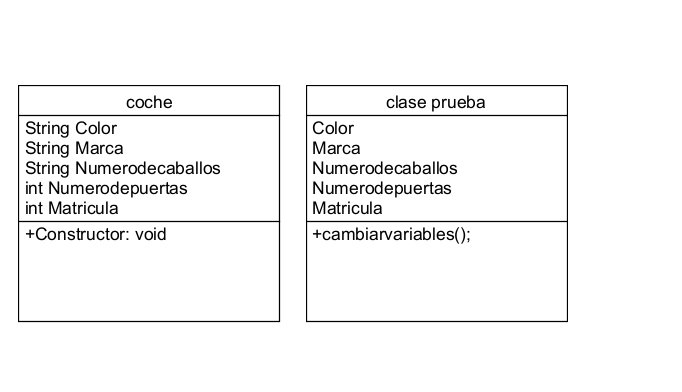 coche
String Color
String Marca
String Numerodecaballos
int Numerodepuertas
int Matricula
+Constructor: void
clase prueba
Color
Marca
Numerodecaballos
Numerodepuertas
Matricula
+cambiarvariables();